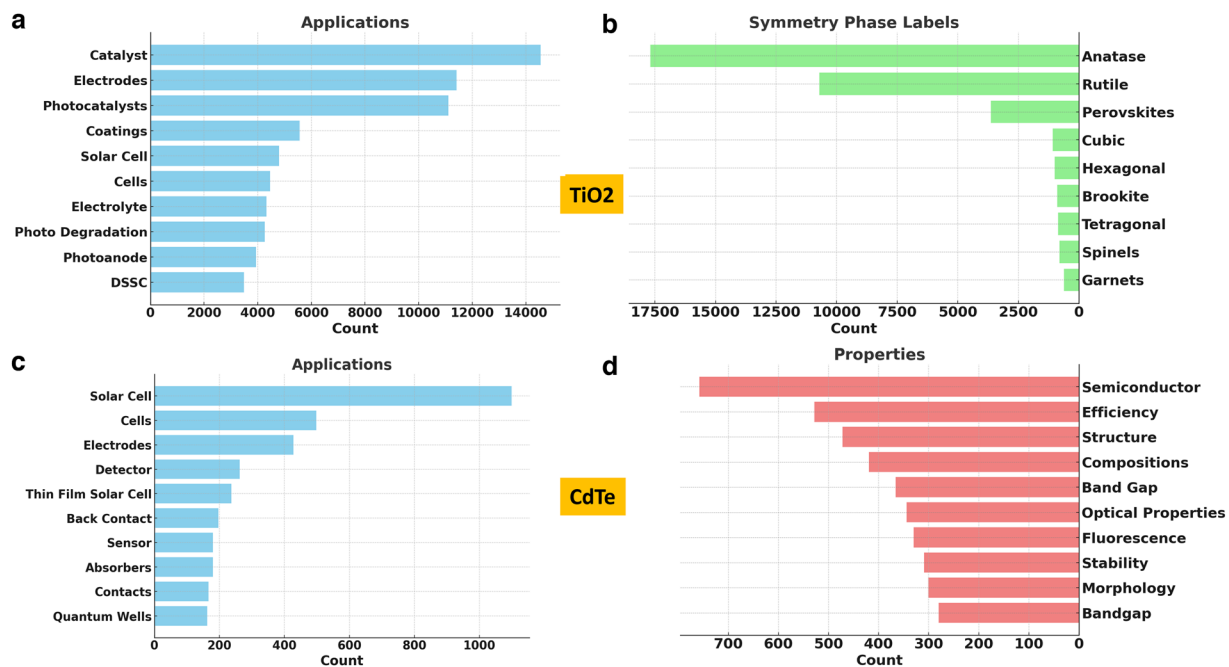 a
Applications
Catalyst
Electrodes
Photocatalysts
Coatings
Solar Cell
Cells
Electrolyte
Photo Degradation
Photoanode
DSSC
0 2000 4000 6000 8000 10000 12000 14000
Count
b
Symmetry Phase Labels
Anatase
Rutile
Perovskites
Cubic
Hexagonal
Brookite
Tetragonal
Spinels
Garnets
17500 15000 12500 10000 7500 5000 2500 0
Count
TiO2
c
Applications
Solar Cell
Cells
Electrodes
Detector
Thin Film Solar Cell
Back Contact
Sensor
Absorbers
Contacts
Quantum Wells
0 200 400 600 800 1000
Count
CdTe
d
Properties
Semiconductor
Efficiency
Structure
Compositions
Band Gap
Optical Properties
Fluorescence
Stability
Morphology
Bandgap
700 600 500 400 300 200 100 0
Count